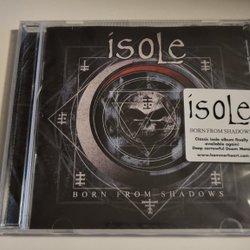 isole
BORN FROM SHADOWS
isole
BORN FROM SHADOWS
Classic Isole album finally
available again!
Deep sorrowful Doom Metal
www.hammerheart.com